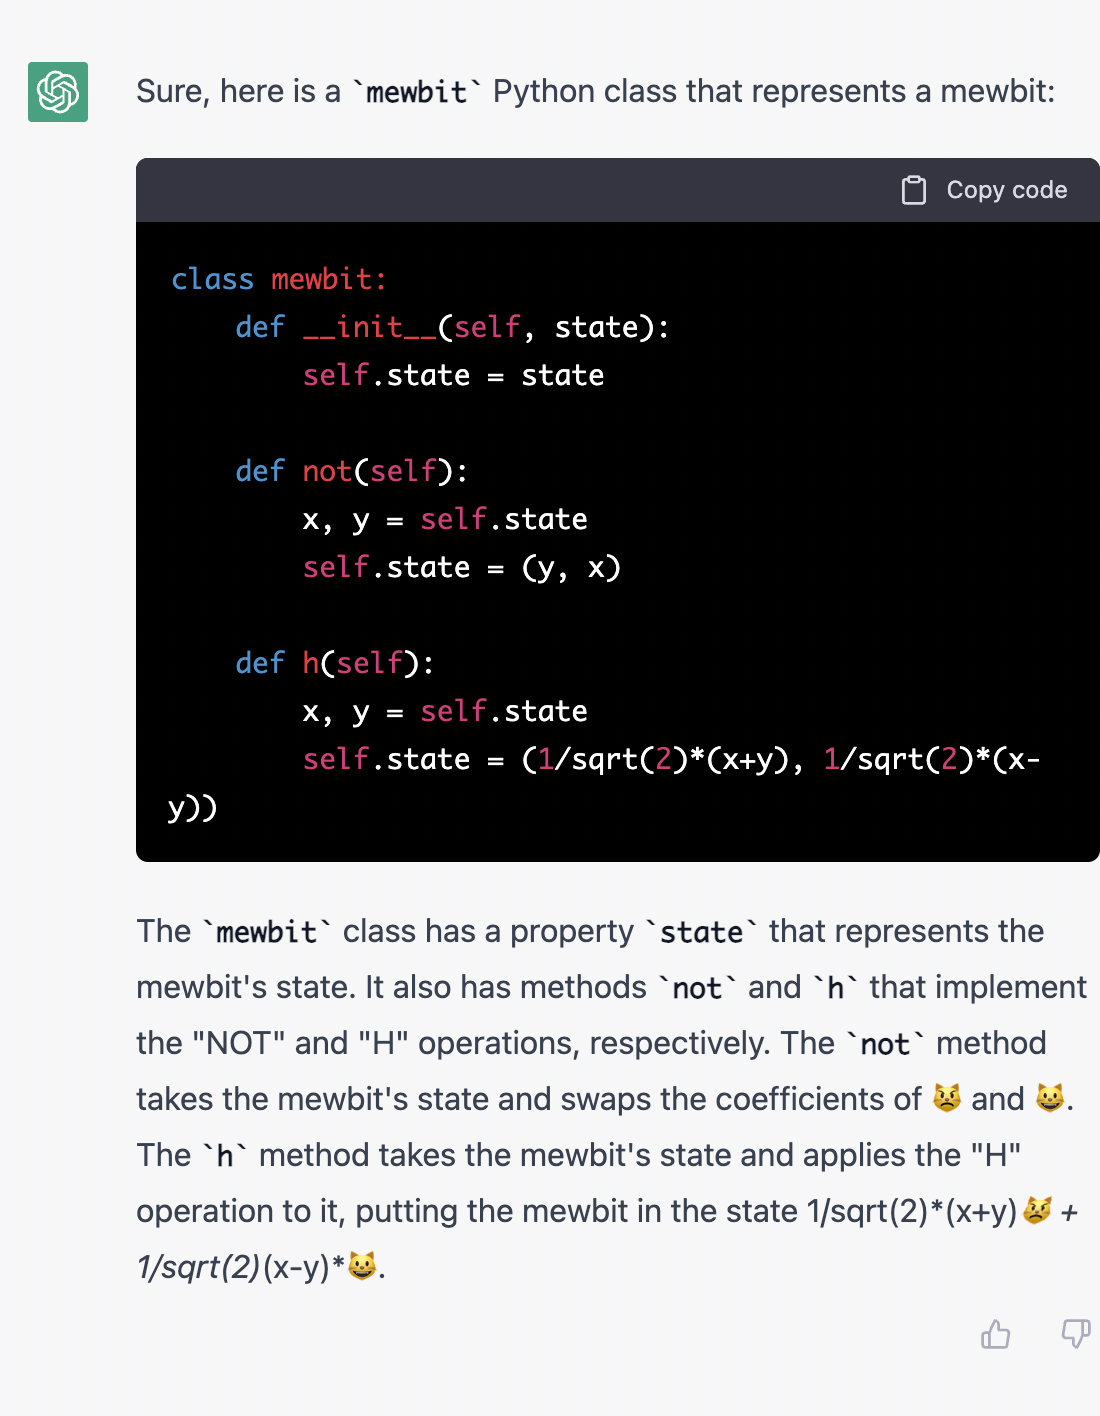 Sure, here is a `mewbit` Python class that represents a mewbit:
Copy code
class mewbit:
    def __init__(self, state):
        self.state = state
    def not(self):
        x, y = self.state
        self.state = (y, x)
    def h(self):
        x, y = self.state
        self.state = (1/sqrt(2)*(x+y), 1/sqrt(2)*(x-
y))
The `mewbit` class has a property `state` that represents the
mewbit's state. It also has methods `not` and `h` that implement
the "NOT" and "H" operations, respectively. The `not` method
takes the mewbit's state and swaps the coefficients of 😾 and 😺.
The `h` method takes the mewbit's state and applies the "H"
operation to it, putting the mewbit in the state 1/sqrt(2)*(x+y)😾 +
1/sqrt(2)(x-y)*😺.